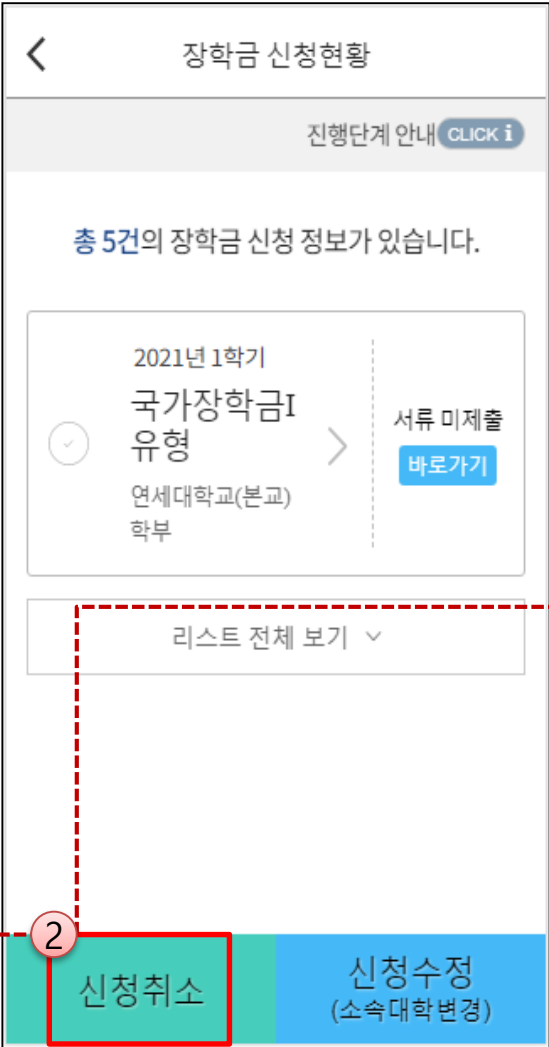 장학금 신청현황
진행단계 안내 CLICK i
총 5건의 장학금 신청 정보가 있습니다.
2021년 1학기
국가장학금I
유형
연세대학교(본교)
학부
서류 미제출
바로가기
리스트 전체 보기
2
신청취소
신청수정
(소속대학변경)